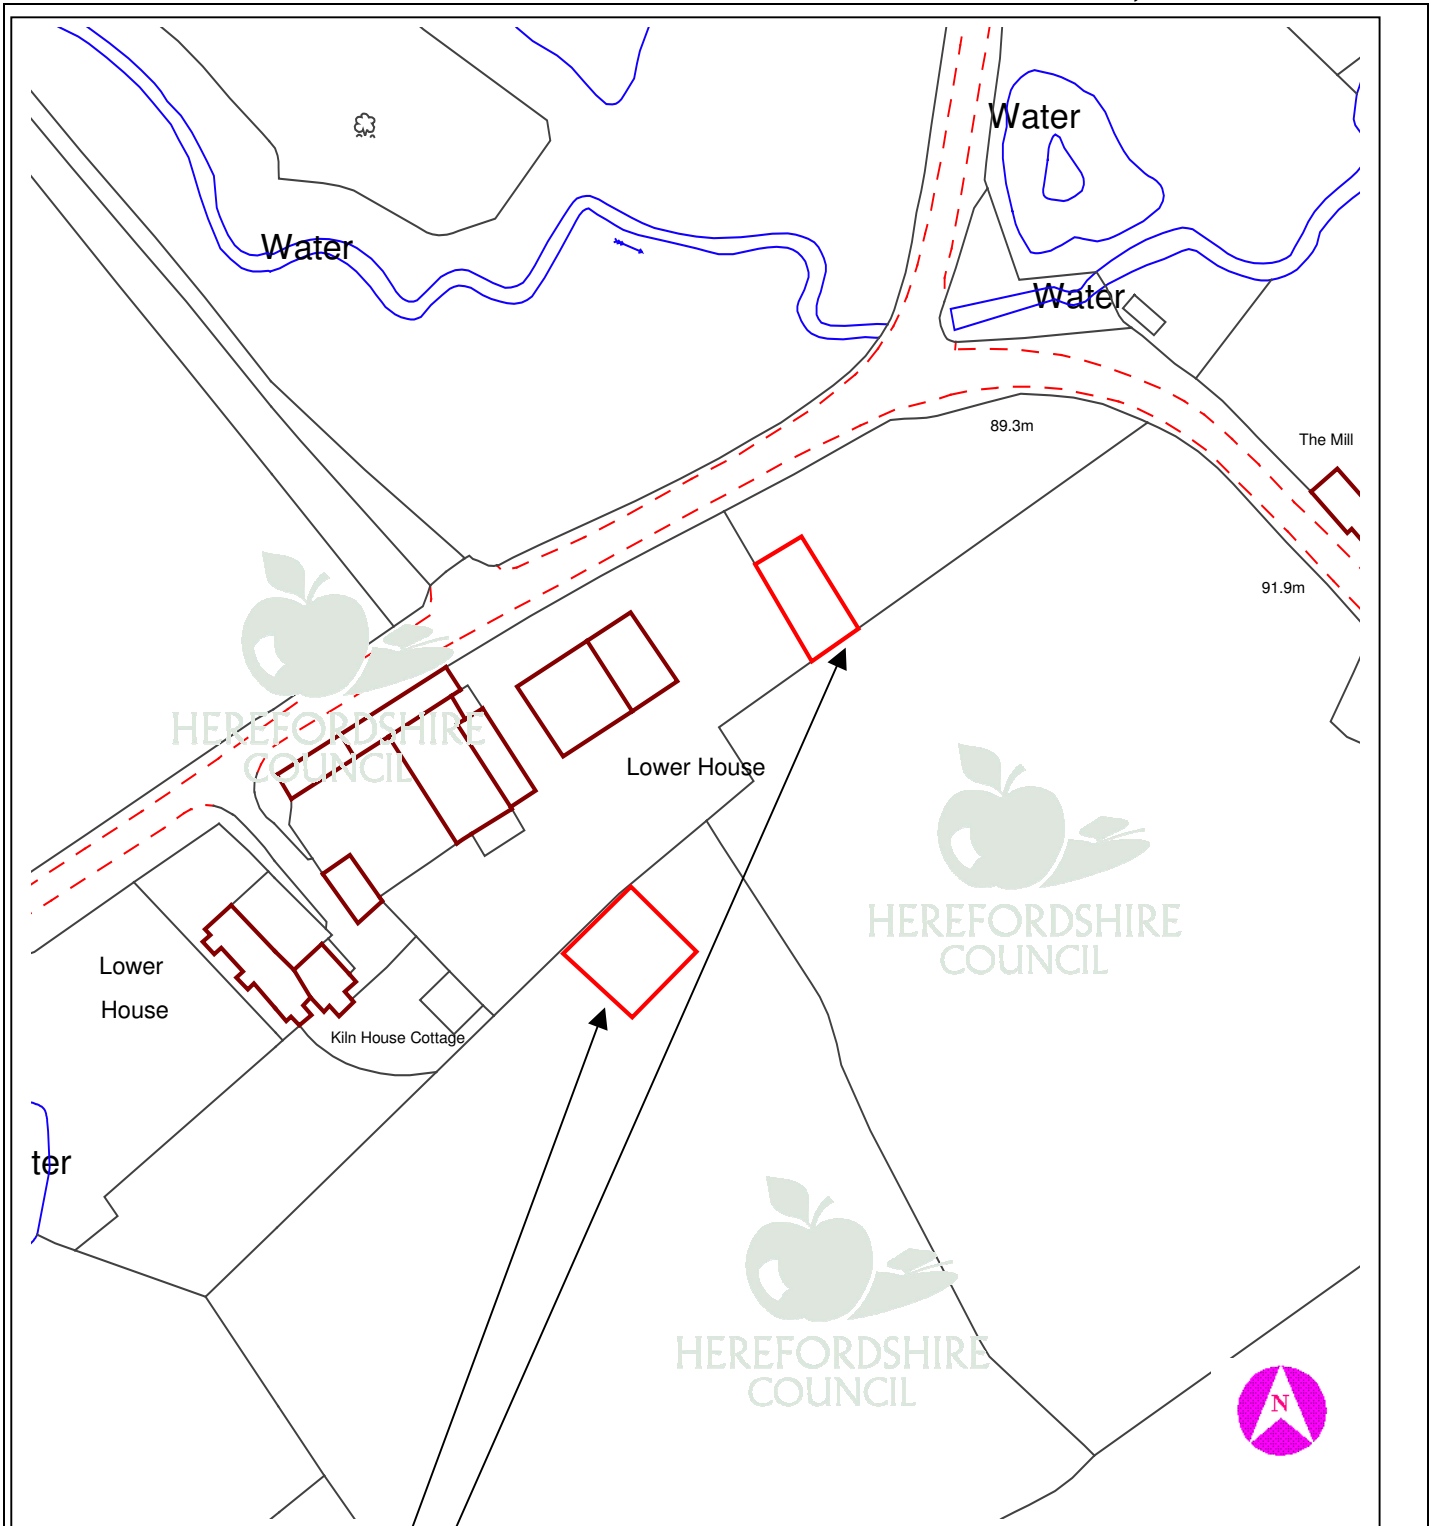 Water
Water
Water
89.3m
The Mill
91.9m
HEREFORDSHIRE
COUNCIL
Lower House
HEREFORDSHIRE
COUNCIL
Lower
House
Kiln House Cottage
ter
HEREFORDSHIRE
COUNCIL
N